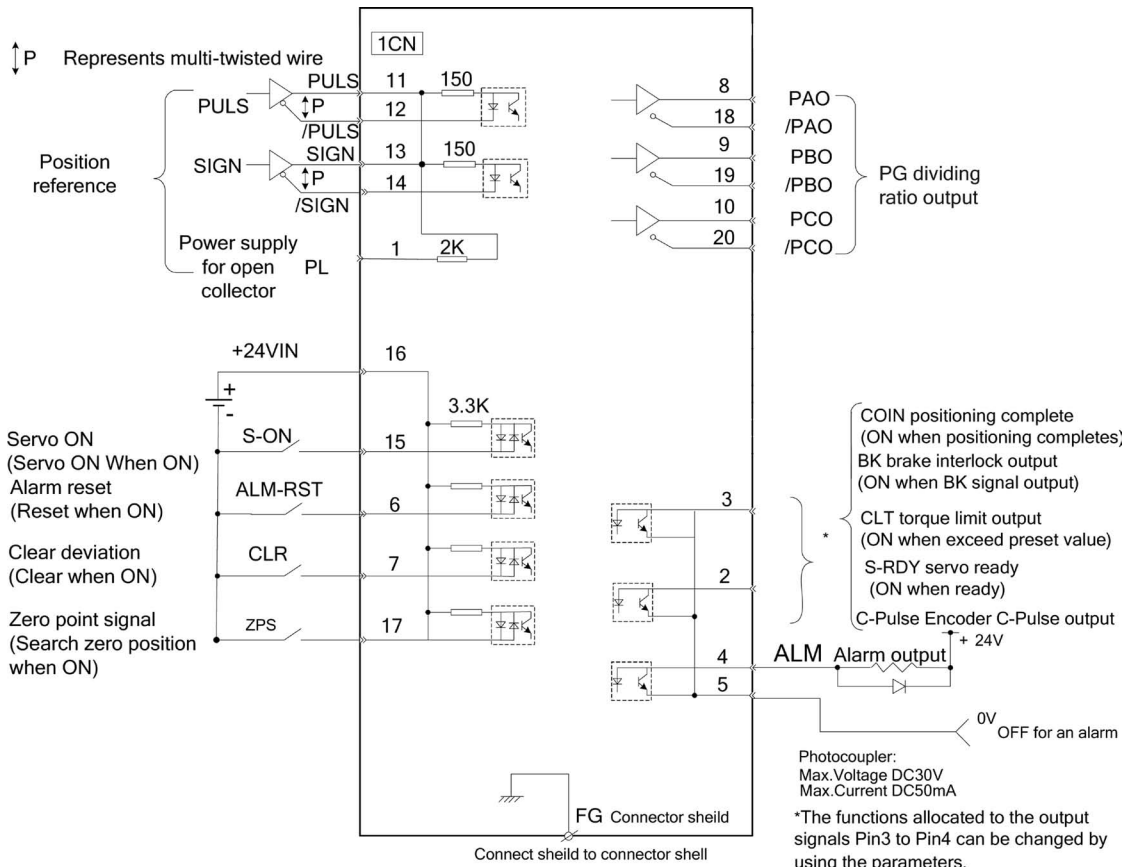 P Represents multi-twisted wire
1CN
PULS 11 150
PULS P 12
/PULS
SIGN 13 150
SIGN P 14
/SIGN
Position
reference
Power supply
for open
collector
PL 1 2K
8 PAO
18 /PAO
9 PBO
19 /PBO
10 PCO
20 /PCO
PG dividing
ratio output
+24VIN 16
+
-
3.3K
Servo ON
(Servo ON When ON)
S-ON 15
Alarm reset
(Reset when ON)
ALM-RST 6
Clear deviation
(Clear when ON)
CLR 7
Zero point signal
(Search zero position
when ON)
ZPS 17
3
2
*
COIN positioning complete
(ON when positioning completes)
BK brake interlock output
(ON when BK signal output)
CLT torque limit output
(ON when exceed preset value)
S-RDY servo ready
(ON when ready)
C-Pulse Encoder C-Pulse output
+ 24V
4 ALM Alarm output
5
0V
OFF for an alarm
Photocoupler:
Max.Voltage DC30V
Max.Current DC50mA
*The functions allocated to the output
signals Pin3 to Pin4 can be changed by
using the parameters.
FG Connector sheild
Connect sheild to connector shell